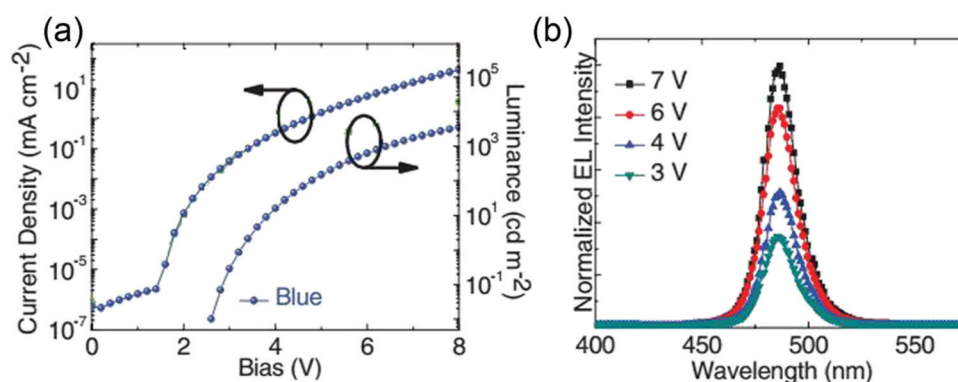 (a)
Current Density (mA cm⁻²)
10¹
10⁻¹
10⁻³
10⁻⁵
10⁻⁷
0 2 4 6 8
Bias (V)
Blue
10⁵
10³
10¹
10⁻¹
Luminance (cd m⁻²)
(b)
Normalized EL Intensity
7 V
6 V
4 V
3 V
400 450 500 550
Wavelength (nm)